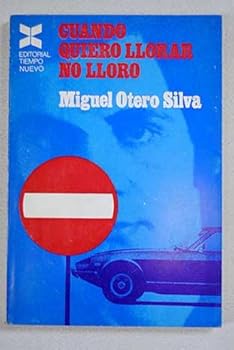 EDITORIAL
TIEMPO
NUEVO
CUANDO
QUIERO LLORAR
NO LLORO
Miguel Otero Silva